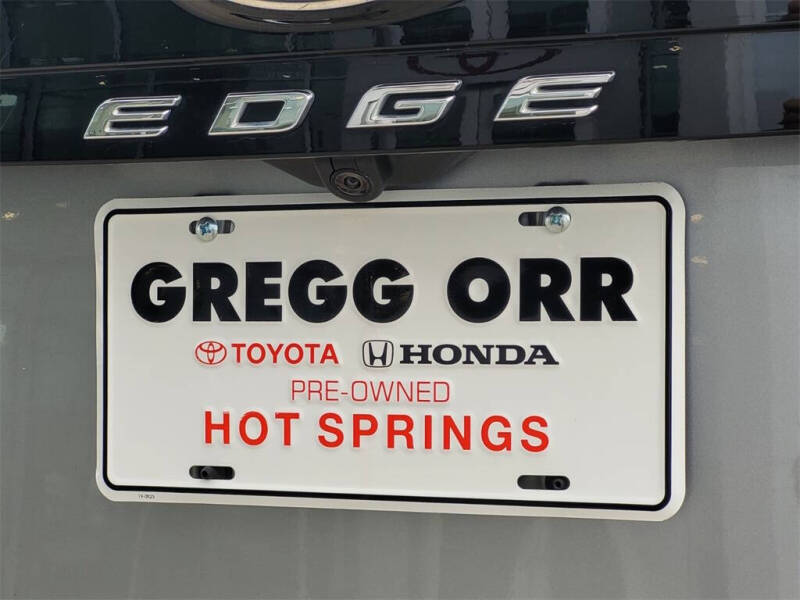 EDGE
GREGG ORR
TOYOTA HONDA
PRE-OWNED
HOT SPRINGS